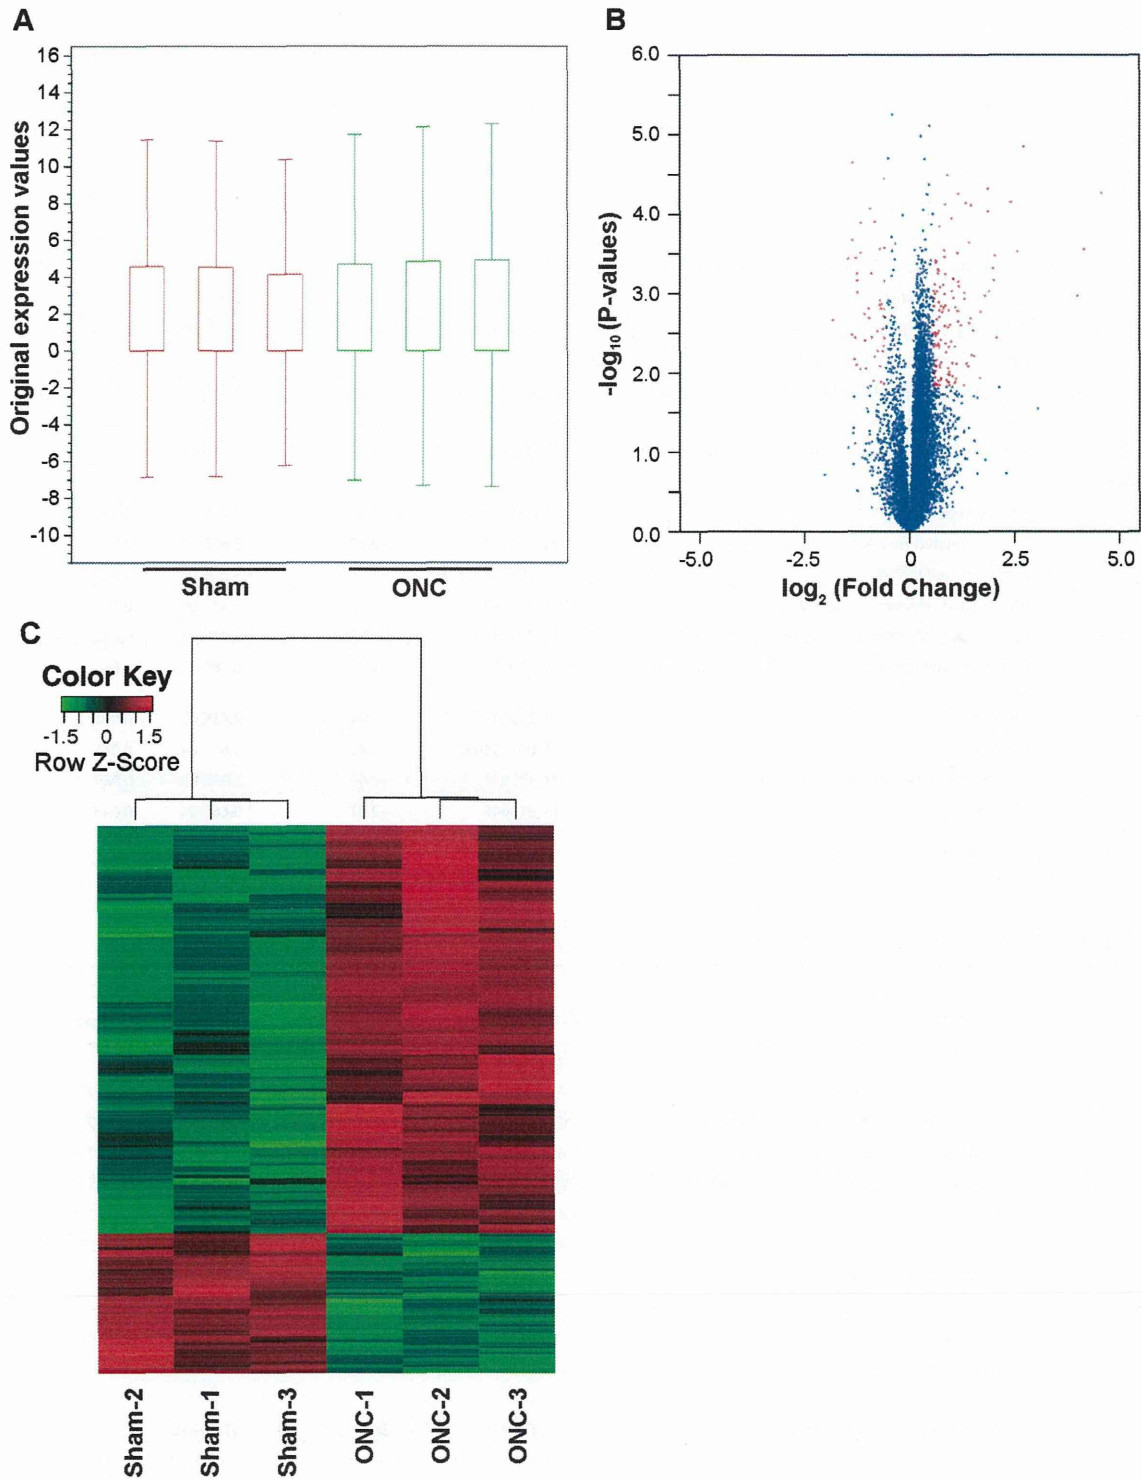 A
Original expression values
16
14
12
10
8
6
4
2
0
-2
-4
-6
-8
-10
Sham
ONC
B
-log10 (P-values)
6.0
5.0
4.0
3.0
2.0
1.0
0.0
-5.0
-2.5
0
2.5
5.0
log2 (Fold Change)
C
Color Key
-1.5 0 1.5
Row Z-Score
Sham-2
Sham-1
Sham-3
ONC-1
ONC-2
ONC-3